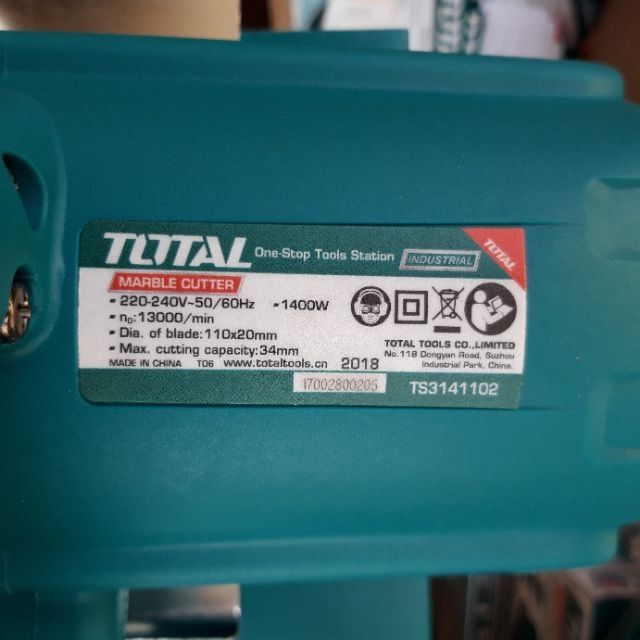 TOTAL One-Stop Tools Station INDUSTRIAL TOTAL
MARBLE CUTTER
• 220-240V~50/60Hz • 1400W
• n₀:13000/min
• Dia. of blade:110x20mm
• Max. cutting capacity:34mm
MADE IN CHINA T06 www.totaltools.cn 2018
TOTAL TOOLS CO.,LIMITED
No.118 Dongyan Road, Suzhou
Industrial Park, China.
17002800205 TS3141102